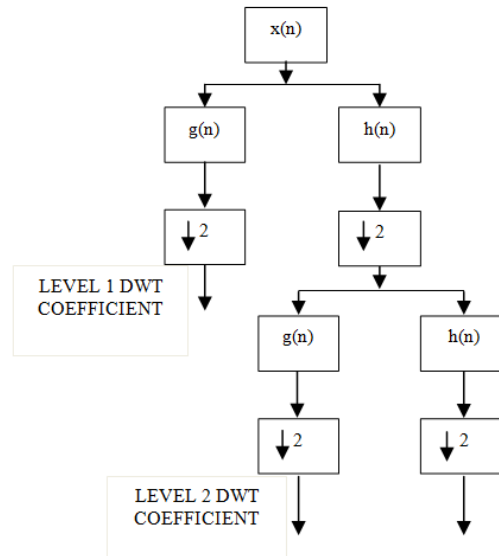 x(n)
g(n)
h(n)
2
2
LEVEL 1 DWT
COEFFICIENT
g(n)
h(n)
2
2
LEVEL 2 DWT
COEFFICIENT